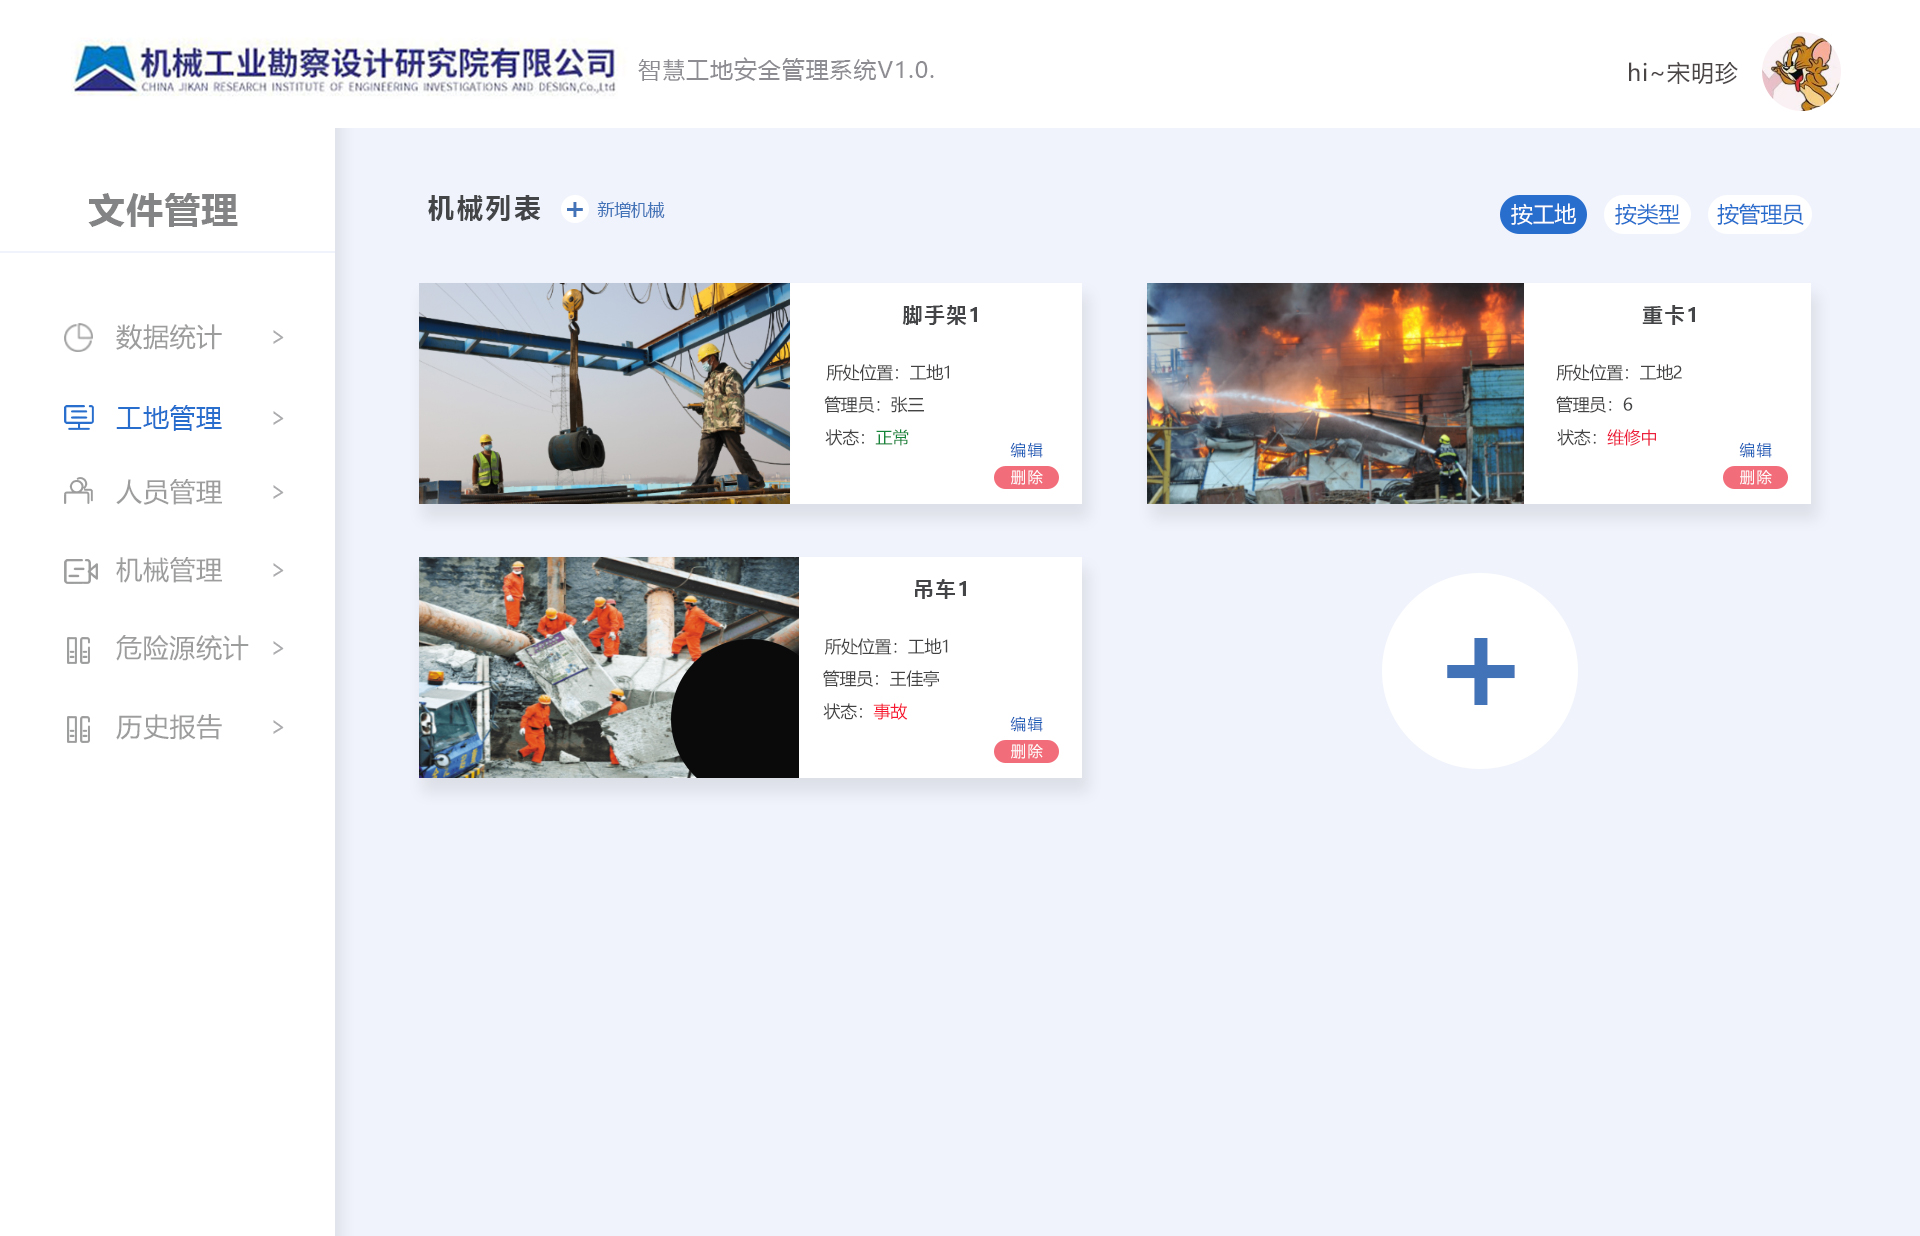 机械工业勘察设计研究院有限公司
CHINA JIKAN RESEARCH INSTITUTE OF ENGINEERING INVESTIGATIONS AND DESIGN,Co.,Ltd
智慧工地安全管理系统V1.0.
hi~宋明珍
文件管理
数据统计 >
工地管理 >
人员管理 >
机械管理 >
危险源统计 >
历史报告 >
机械列表
+ 新增机械
按工地
按类型
按管理员
脚手架1
所处位置：工地1
管理员：张三
状态：正常
编辑
删除
重卡1
所处位置：工地2
管理员：6
状态：维修中
编辑
删除
吊车1
所处位置：工地1
管理员：王佳亭
状态：事故
编辑
删除